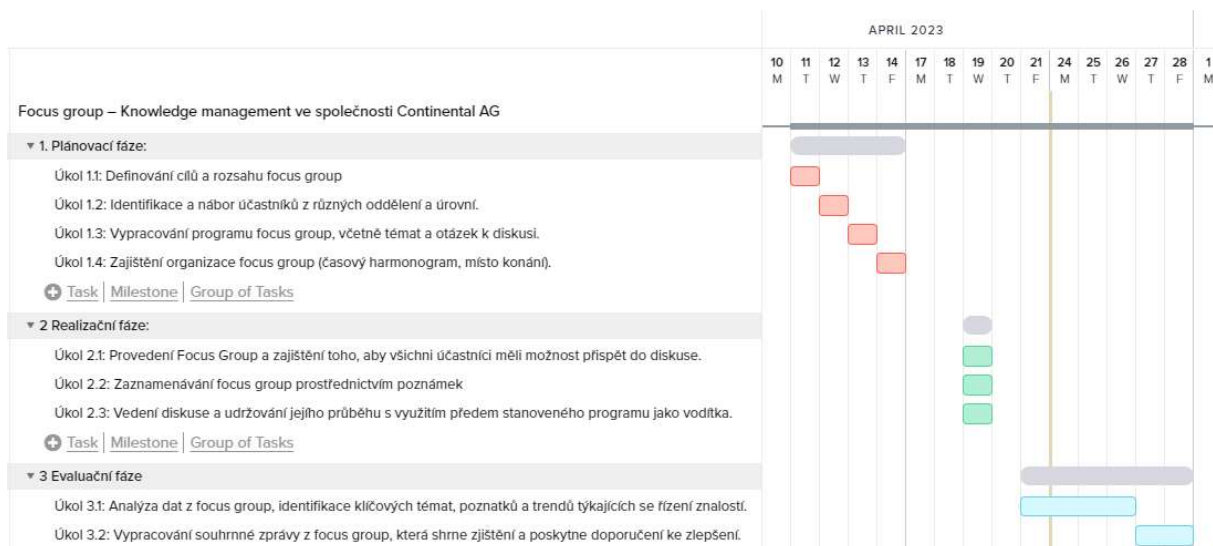 APRIL 2023
10 11 12 13 14 17 18 19 20 21 24 25 26 27 28 1
M T W T F M T W T F M T W T F M
Focus group – Knowledge management ve společnosti Continental AG
1. Plánovací fáze:
Úkol 1.1: Definování cílů a rozsahu focus group
Úkol 1.2: Identifikace a nábor účastníků z různých oddělení a úrovní.
Úkol 1.3: Vypracování programu focus group, včetně témat a otázek k diskusi.
Úkol 1.4: Zajištění organizace focus group (časový harmonogram, místo konání).
Task | Milestone | Group of Tasks
2 Realizační fáze:
Úkol 2.1: Provedení Focus Group a zajištění toho, aby všichni účastníci měli možnost přispět do diskuse.
Úkol 2.2: Zaznamenávání focus group prostřednictvím poznámek
Úkol 2.3: Vedení diskuse a udržování jejího průběhu s využitím předem stanoveného programu jako vodítka.
Task | Milestone | Group of Tasks
3 Evaluační fáze
Úkol 3.1: Analýza dat z focus group, identifikace klíčových témat, poznatků a trendů týkajících se řízení znalostí.
Úkol 3.2: Vypracování souhrnné zprávy z focus group, která shrne zjištění a poskytne doporučení ke zlepšení.